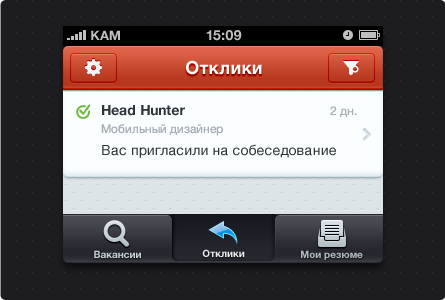 KAM 15:09
Отклики
Head Hunter 2 дн.
Мобильный дизайнер
Вас пригласили на собеседование
Вакансии Отклики Мои резюме